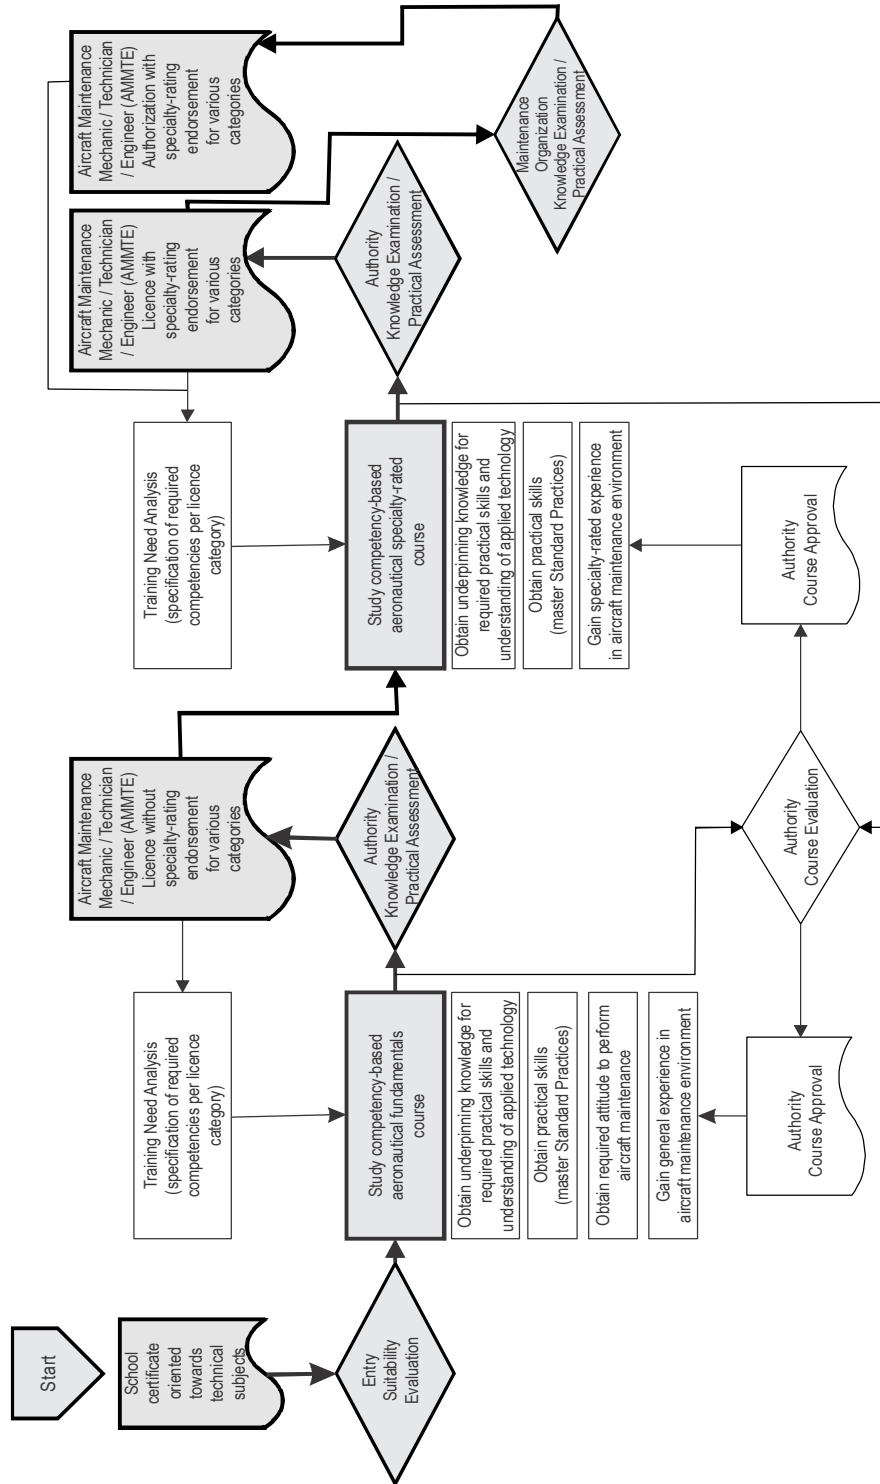 Start
School
certificate
oriented
towards
technical
subjects
Entry
Suitability
Evaluation
Training Need Analysis
(specification of required
competencies per licence
category)
Study competency-based
aeronautical fundamentals
course
Obtain underpinning knowledge for
required practical skills and
understanding of applied technology
Obtain practical skills
(master Standard Practices)
Obtain required attitude to perform
aircraft maintenance
Gain general experience in
aircraft maintenance environment
Authority
Course Approval
Aircraft Maintenance
Mechanic / Technician
/ Engineer (AMMTE)
Licence without
specialty-rating
endorsement
for various
categories
Authority
Knowledge Examination /
Practical Assessment
Authority
Course Evaluation
Training Need Analysis
(specification of required
competencies per licence
category)
Study competency-based
aeronautical specialty-rated
course
Obtain underpinning knowledge for
required practical skills and
understanding of applied technology
Obtain practical skills
(master Standard Practices)
Gain specialty-rated experience
in aircraft maintenance environment
Authority
Course Approval
Aircraft Maintenance
Mechanic / Technician
/ Engineer (AMMTE)
Licence with
specialty-rating
endorsement
for various
categories
Authority
Knowledge Examination /
Practical Assessment
Aircraft Maintenance
Mechanic / Technician
/ Engineer (AMMTE)
Authorization with
specialty-rating
endorsement
for various
categories
Maintenance
Organization
Knowledge Examination /
Practical Assessment